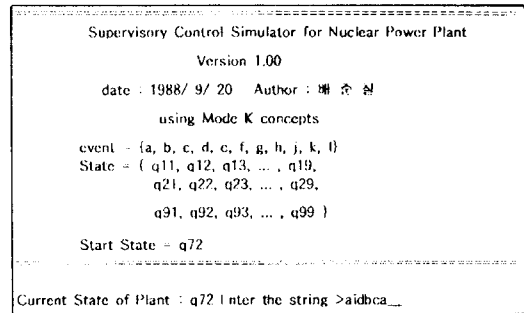 Supervisory Control Simulator for Nuclear Power Plant
Version 1.00
date : 1988/ 9/ 20 Author : 배
using Mode K concepts
event = {a, b, c, d, e, f, g, h, j, k, l}
State = { q11, q12, q13, ... , q19,
q21, q22, q23, ... , q29,
q91, q92, q93, ... , q99 }
Start State = q72
Current State of Plant : q72 Enter the string >aidbca_